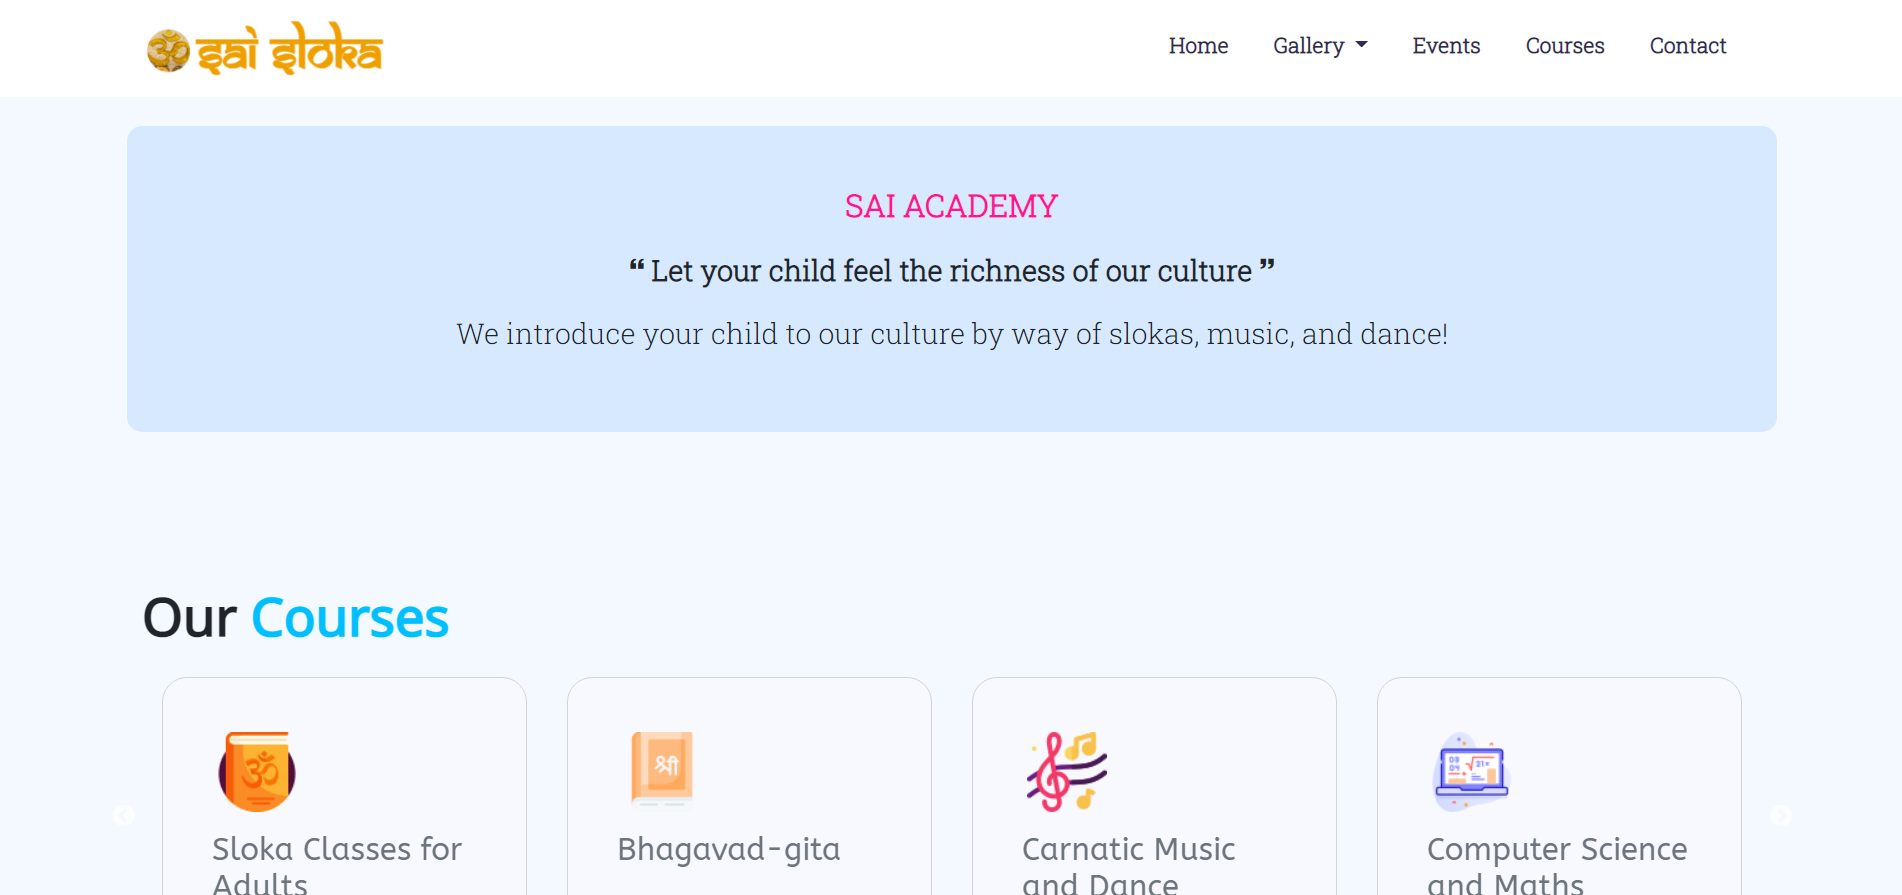 ॐ sai sloka
Home Gallery Events Courses Contact
SAI ACADEMY
❝ Let your child feel the richness of our culture ❞
We introduce your child to our culture by way of slokas, music, and dance!
Our Courses
ॐ
श्री
Sloka Classes for
Adults
Bhagavad-gita
Carnatic Music
and Dance
Computer Science
and Maths